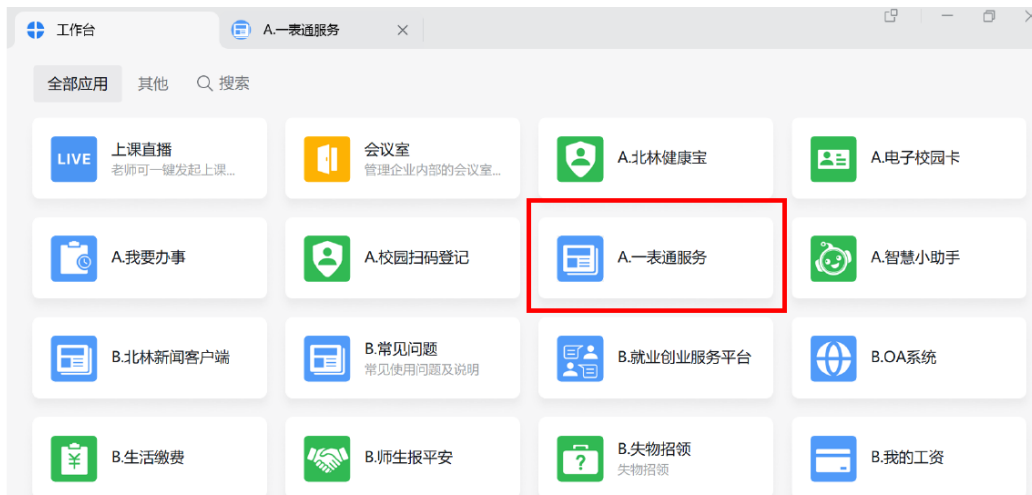 工作台
A.一表通服务
全部应用 其他 搜索
LIVE
上课直播
老师可一键发起上课...
会议室
管理企业内部的会议室...
A.北林健康宝
A.电子校园卡
A.我要办事
A.校园扫码登记
A.一表通服务
A.智慧小助手
B.北林新闻客户端
B.常见问题
常见使用问题及说明
B.就业创业服务平台
B.OA系统
B.生活缴费
B.师生报平安
B.失物招领
失物招领
B.我的工资